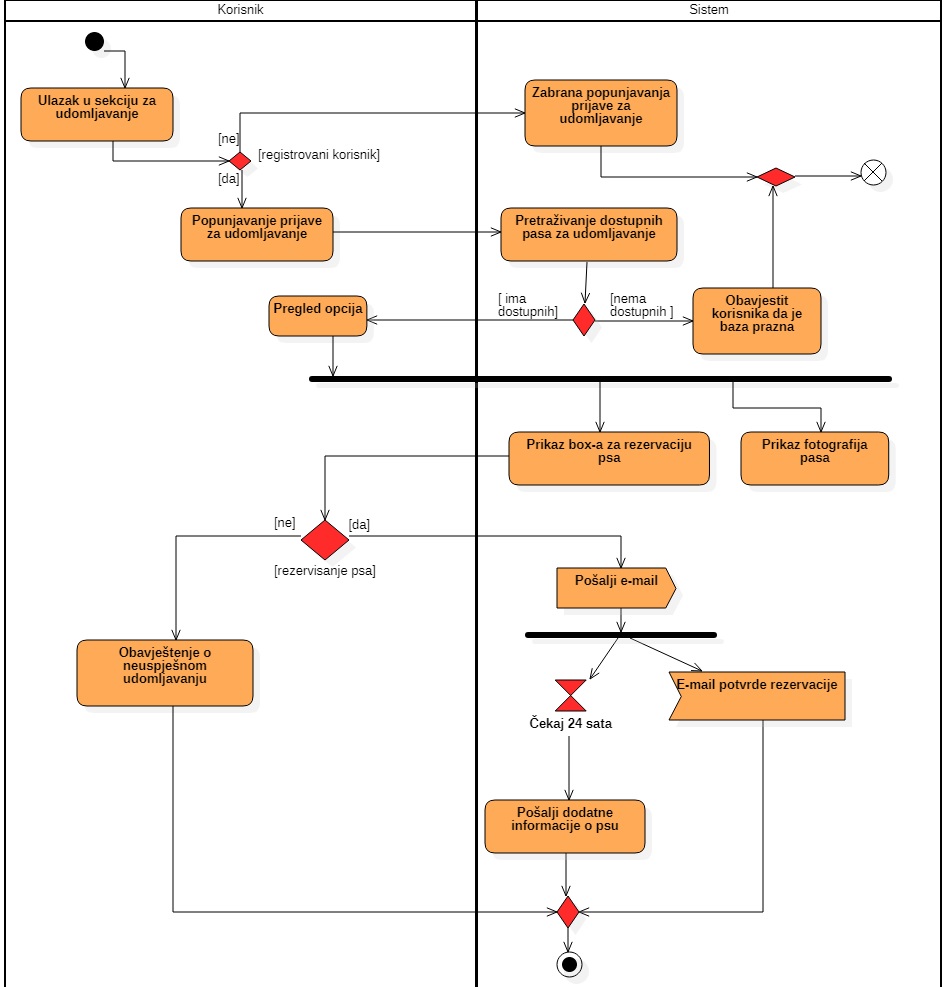 Korisnik
Sistem
Ulazak u sekciju za
udomljavanje
Zabrana popunjavanja
prijave za
udomljavanje
[ne]
[registrovani korisnik]
[da]
Popunjavanje prijave
za udomljavanje
Pretraživanje dostupnih
pasa za udomljavanje
Pregled opcija
[ ima
dostupnih]
[nema
dostupnih ]
Obavjestit
korisnika da je
baza prazna
Prikaz box-a za rezervaciju
psa
Prikaz fotografija
pasa
[ne]
[da]
[rezervisanje psa]
Pošalji e-mail
Obavještenje o
neuspješnom
udomljavanju
E-mail potvrde rezervacije
Čekaj 24 sata
Pošalji dodatne
informacije o psu